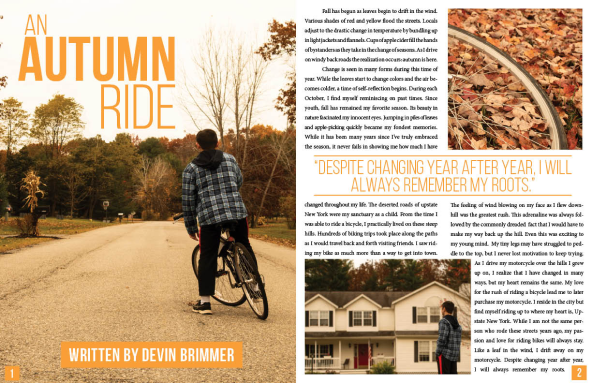 AN
AUTUMN
RIDE
WRITTEN BY DEVIN BRIMMER
1
Fall has begun as leaves begin to drift in the wind.
Various shades of red and yellow flood the streets. Locals
adjust to the drastic change in temperature by bundling up
in light jackets and flannels. Cups of apple cider fill the hands
of bystanders as they take in the change of seasons. As I drive
on windy back roads the realization occurs: autumn is here.
Change is seen in many forms during this time of
year. While the leaves start to change colors and the air be-
comes colder, a time of self-reflection begins. During each
October, I find myself reminiscing on past times. Since
youth, fall has remained my favorite season. Its beauty in
nature fascinated my innocent eyes. Jumping in piles of leaves
and apple-picking quickly became my fondest memories.
While it has been many years since I've truly embraced
the season, it never fails in showing me how much I have
"DESPITE CHANGING YEAR AFTER YEAR, I WILL
ALWAYS REMEMBER MY ROOTS."
changed throughout my life. The deserted roads of upstate
New York were my sanctuary as a child. From the time I
was able to ride a bicycle, I practically lived on these steep
hills. Hundreds of biking trips took place along the paths
as I would travel back and forth visiting friends. I saw rid-
ing my bike as much more than a way to get into town.
The feeling of wind blowing on my face as I flew down-
hill was the greatest rush. This adrenaline was always fol-
lowed by the commonly dreaded fact that I would have to
make my way back up the hill. Even this was exciting to
my young mind. My tiny legs may have struggled to ped-
dle to the top, but I never lost motivation to keep trying.
As I drive my motorcycle over the hills I grew
up on, I realize that I have changed in many
ways, but my heart remains the same. My love
for the rush of riding a bicycle lead me to later
purchase my motorcycle. I reside in the city but
find myself riding up to where my heart is, Up-
state New York. While I am not the same per-
son who rode these streets years ago, my pas-
sion and love for riding bikes will always stay.
Like a leaf in the wind, I drift away on my
motorcycle. Despite changing year after year,
I will always remember my roots.
2